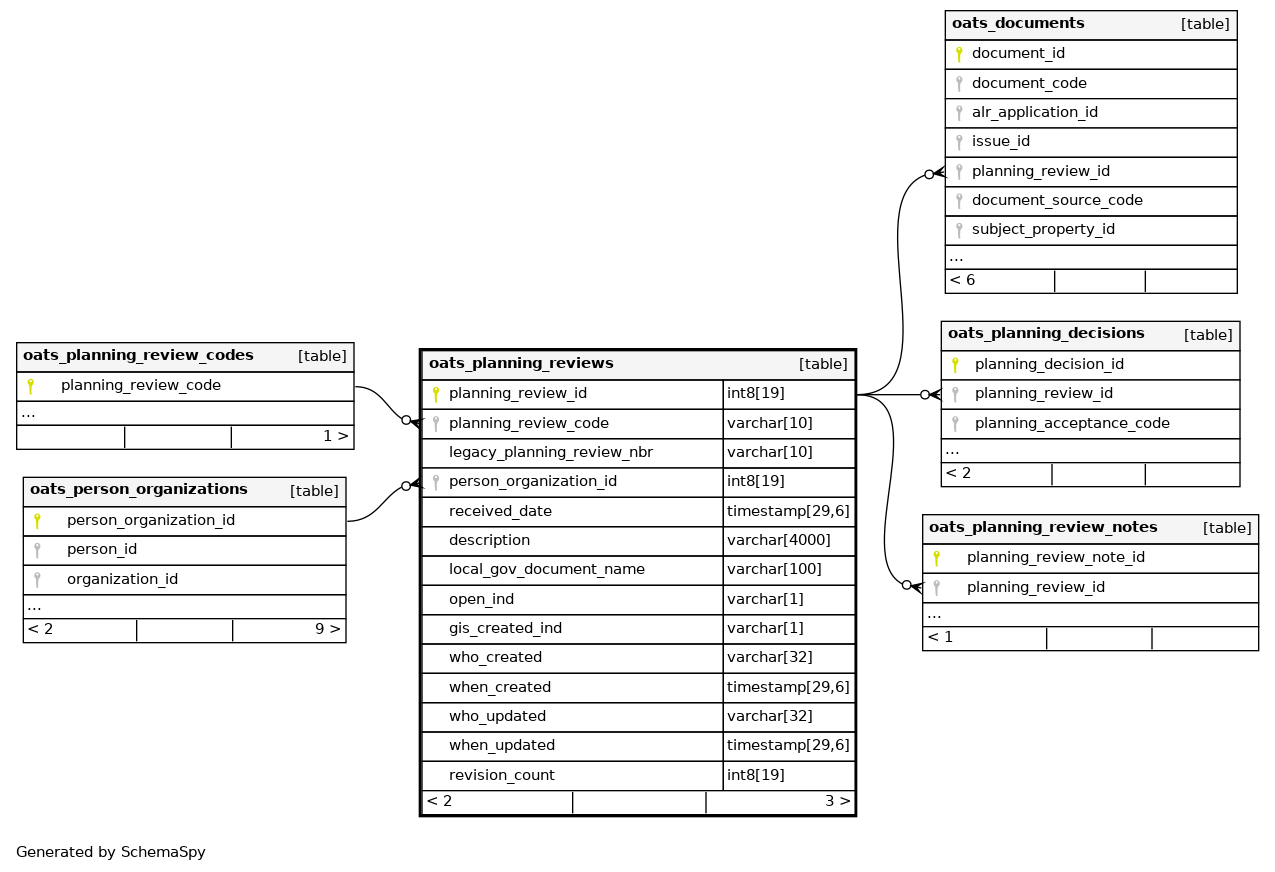 oats_documents [table]
document_id
document_code
alr_application_id
issue_id
planning_review_id
document_source_code
subject_property_id
...
< 6
oats_planning_decisions [table]
planning_decision_id
planning_review_id
planning_acceptance_code
...
< 2
oats_planning_review_notes [table]
planning_review_note_id
planning_review_id
...
< 1
oats_planning_review_codes [table]
planning_review_code
...
1 >
oats_person_organizations [table]
person_organization_id
person_id
organization_id
...
< 2 9 >
oats_planning_reviews [table]
planning_review_id int8[19]
planning_review_code varchar[10]
legacy_planning_review_nbr varchar[10]
person_organization_id int8[19]
received_date timestamp[29,6]
description varchar[4000]
local_gov_document_name varchar[100]
open_ind varchar[1]
gis_created_ind varchar[1]
who_created varchar[32]
when_created timestamp[29,6]
who_updated varchar[32]
when_updated timestamp[29,6]
revision_count int8[19]
< 2 3 >
Generated by SchemaSpy